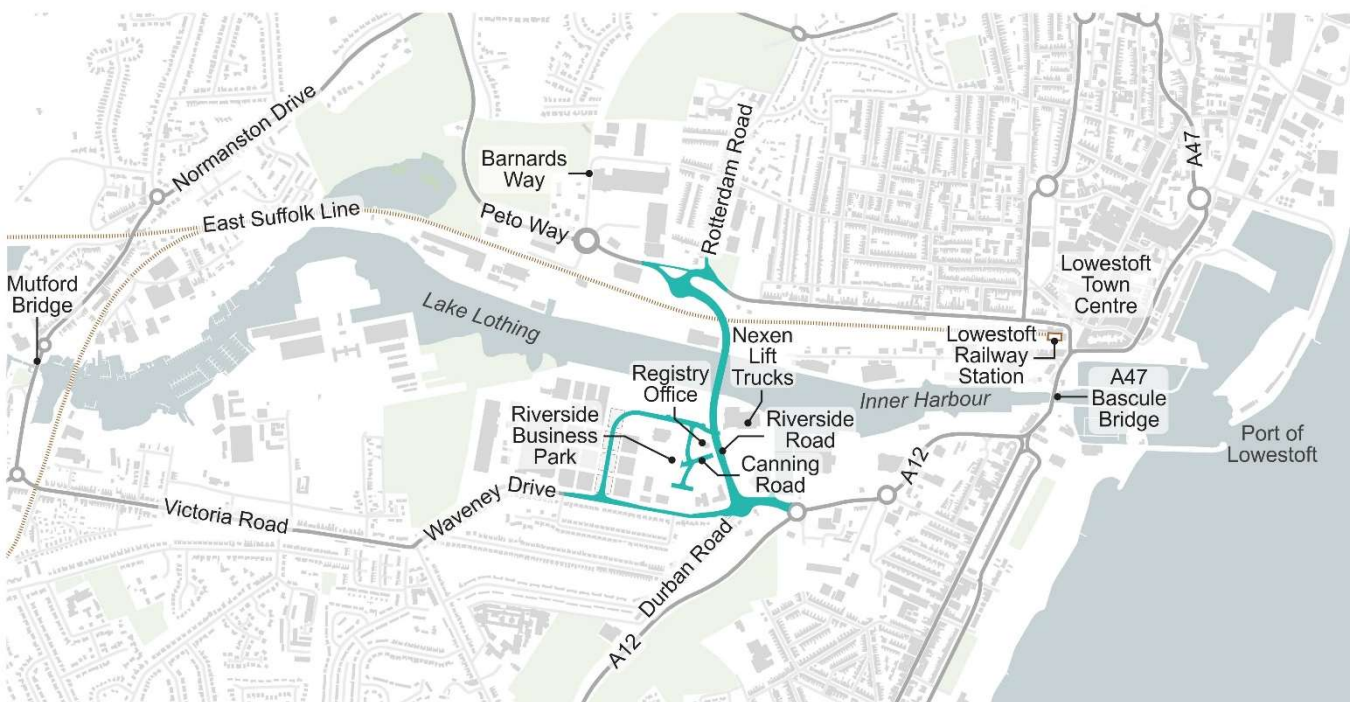 Normanston Drive
A47
Barnards
Way
Rotterdam Road
East Suffolk Line
Peto Way
Mutford
Bridge
Lowestoft
Town
Centre
Lake Lothing
Nexen
Lift
Trucks
Lowestoft
Railway
Station
Registry
Office
A47
Bascule
Bridge
Inner Harbour
Riverside
Business
Park
Riverside
Road
Port of
Lowestoft
Canning
Road
A12
Waveney Drive
Victoria Road
Durban Road
A12